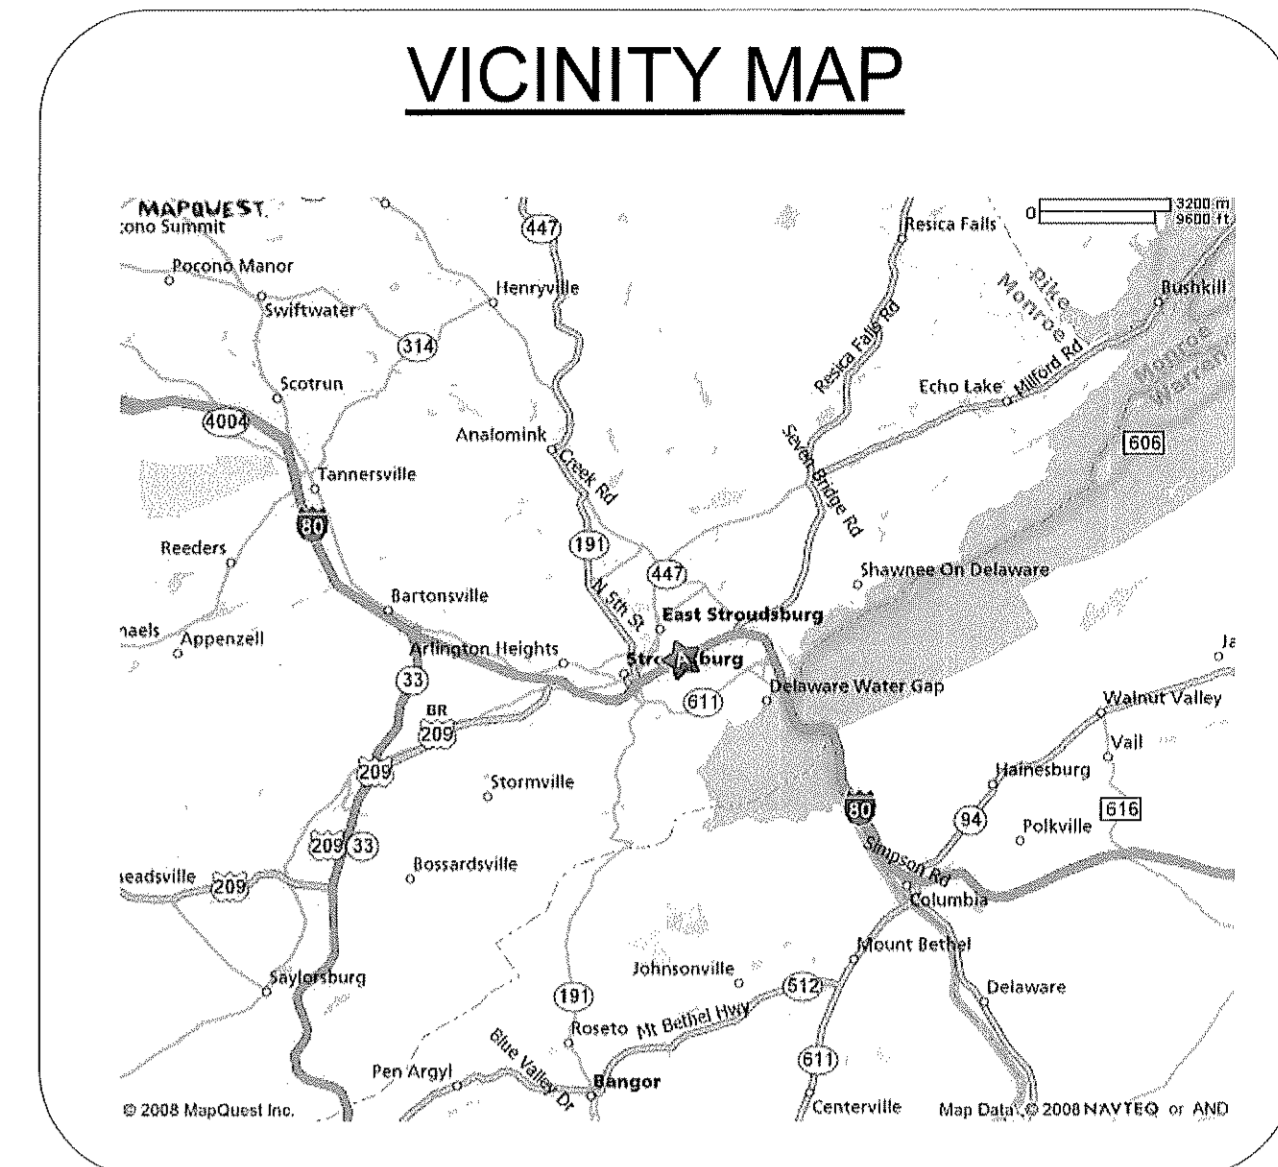 VICINITY MAP
MAPQUEST.
ono Summit
447
Resica Falls
0
3200 m
9600 ft
Pocono Manor
Henryville
Pike
Monroe
Bushkill
Swiftwater
314
Resica Falls Rd
Monroe
Warren
Scotrun
Echo Lake
Milford Rd
4004
Analomink
606
Tannersville
Creek Rd
Seven Bridge Rd
80
Reeders
191
447
Shawnee On Delaware
Bartonsville
N 5th St
East Stroudsburg
naels
Appenzell
Arlington Heights
A
Ja
33
611
Delaware Water Gap
Walnut Valley
BR
209
Vail
209
Stormville
Hainesburg
80
94
616
Polkville
209
33
Simpson Rd
Bossardsville
neadsville
209
Columbia
Mount Bethel
Saylorsburg
Johnsonville
512
Delaware
191
Roseto
Mt Bethel Hwy
Blue Valley Dr
611
Pen Argyl
Bangor
Centerville
© 2008 MapQuest Inc.
Map Data © 2008 NAVTEQ or AND